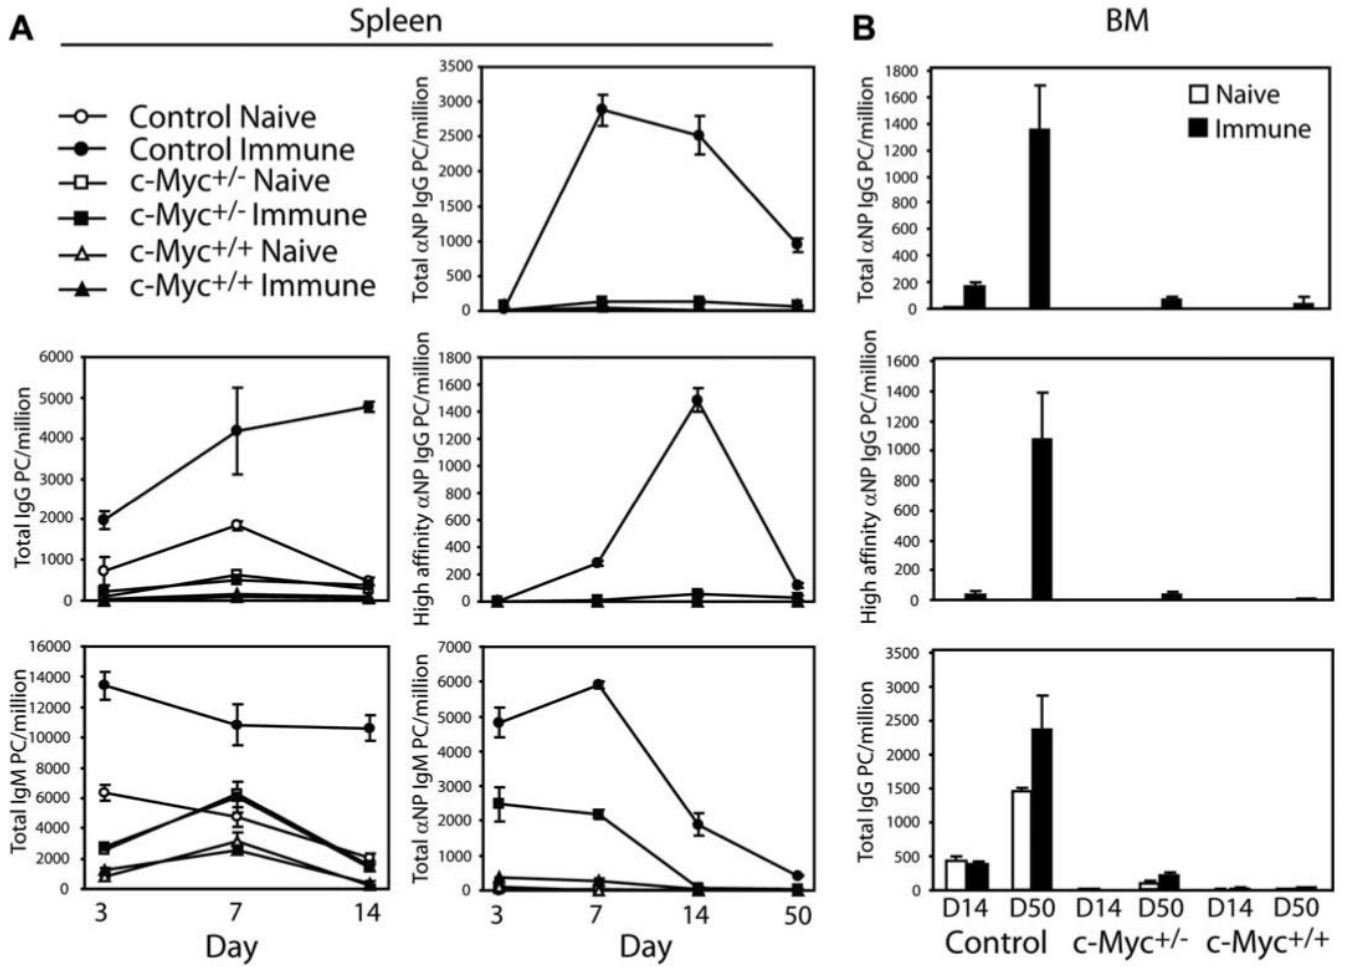 A
Spleen
Control Naive
Control Immune
c-Myc+/- Naive
c-Myc+/- Immune
c-Myc+/+ Naive
c-Myc+/+ Immune
Total αNP IgG PC/million
3500
3000
2500
2000
1500
1000
500
0
Total IgG PC/million
6000
5000
4000
3000
2000
1000
0
High affinity αNP IgG PC/million
1800
1600
1400
1200
1000
800
600
400
200
0
Total IgM PC/million
16000
14000
12000
10000
8000
6000
4000
2000
0
3 7 14
Day
Total αNP IgM PC/million
7000
6000
5000
4000
3000
2000
1000
0
3 7 14 50
Day
B
BM
Naive
Immune
Total αNP IgG PC/million
1800
1600
1400
1200
1000
800
600
400
200
0
High affinity αNP IgG PC/million
1600
1400
1200
1000
800
600
400
200
0
Total IgG PC/million
3500
3000
2500
2000
1500
1000
500
0
D14 D50 D14 D50 D14 D50
Control c-Myc+/- c-Myc+/+